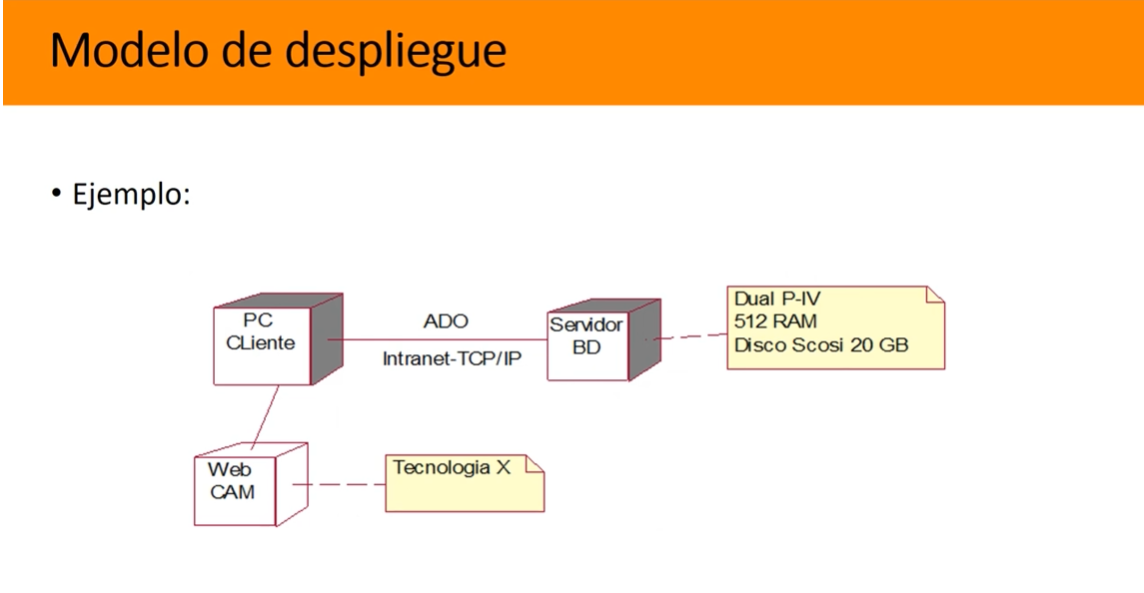 Modelo de despliegue
• Ejemplo:
PC
CLiente
ADO
Intranet-TCP/IP
Servidor
BD
Dual P-IV
512 RAM
Disco Scosi 20 GB
Web
CAM
Tecnologia X